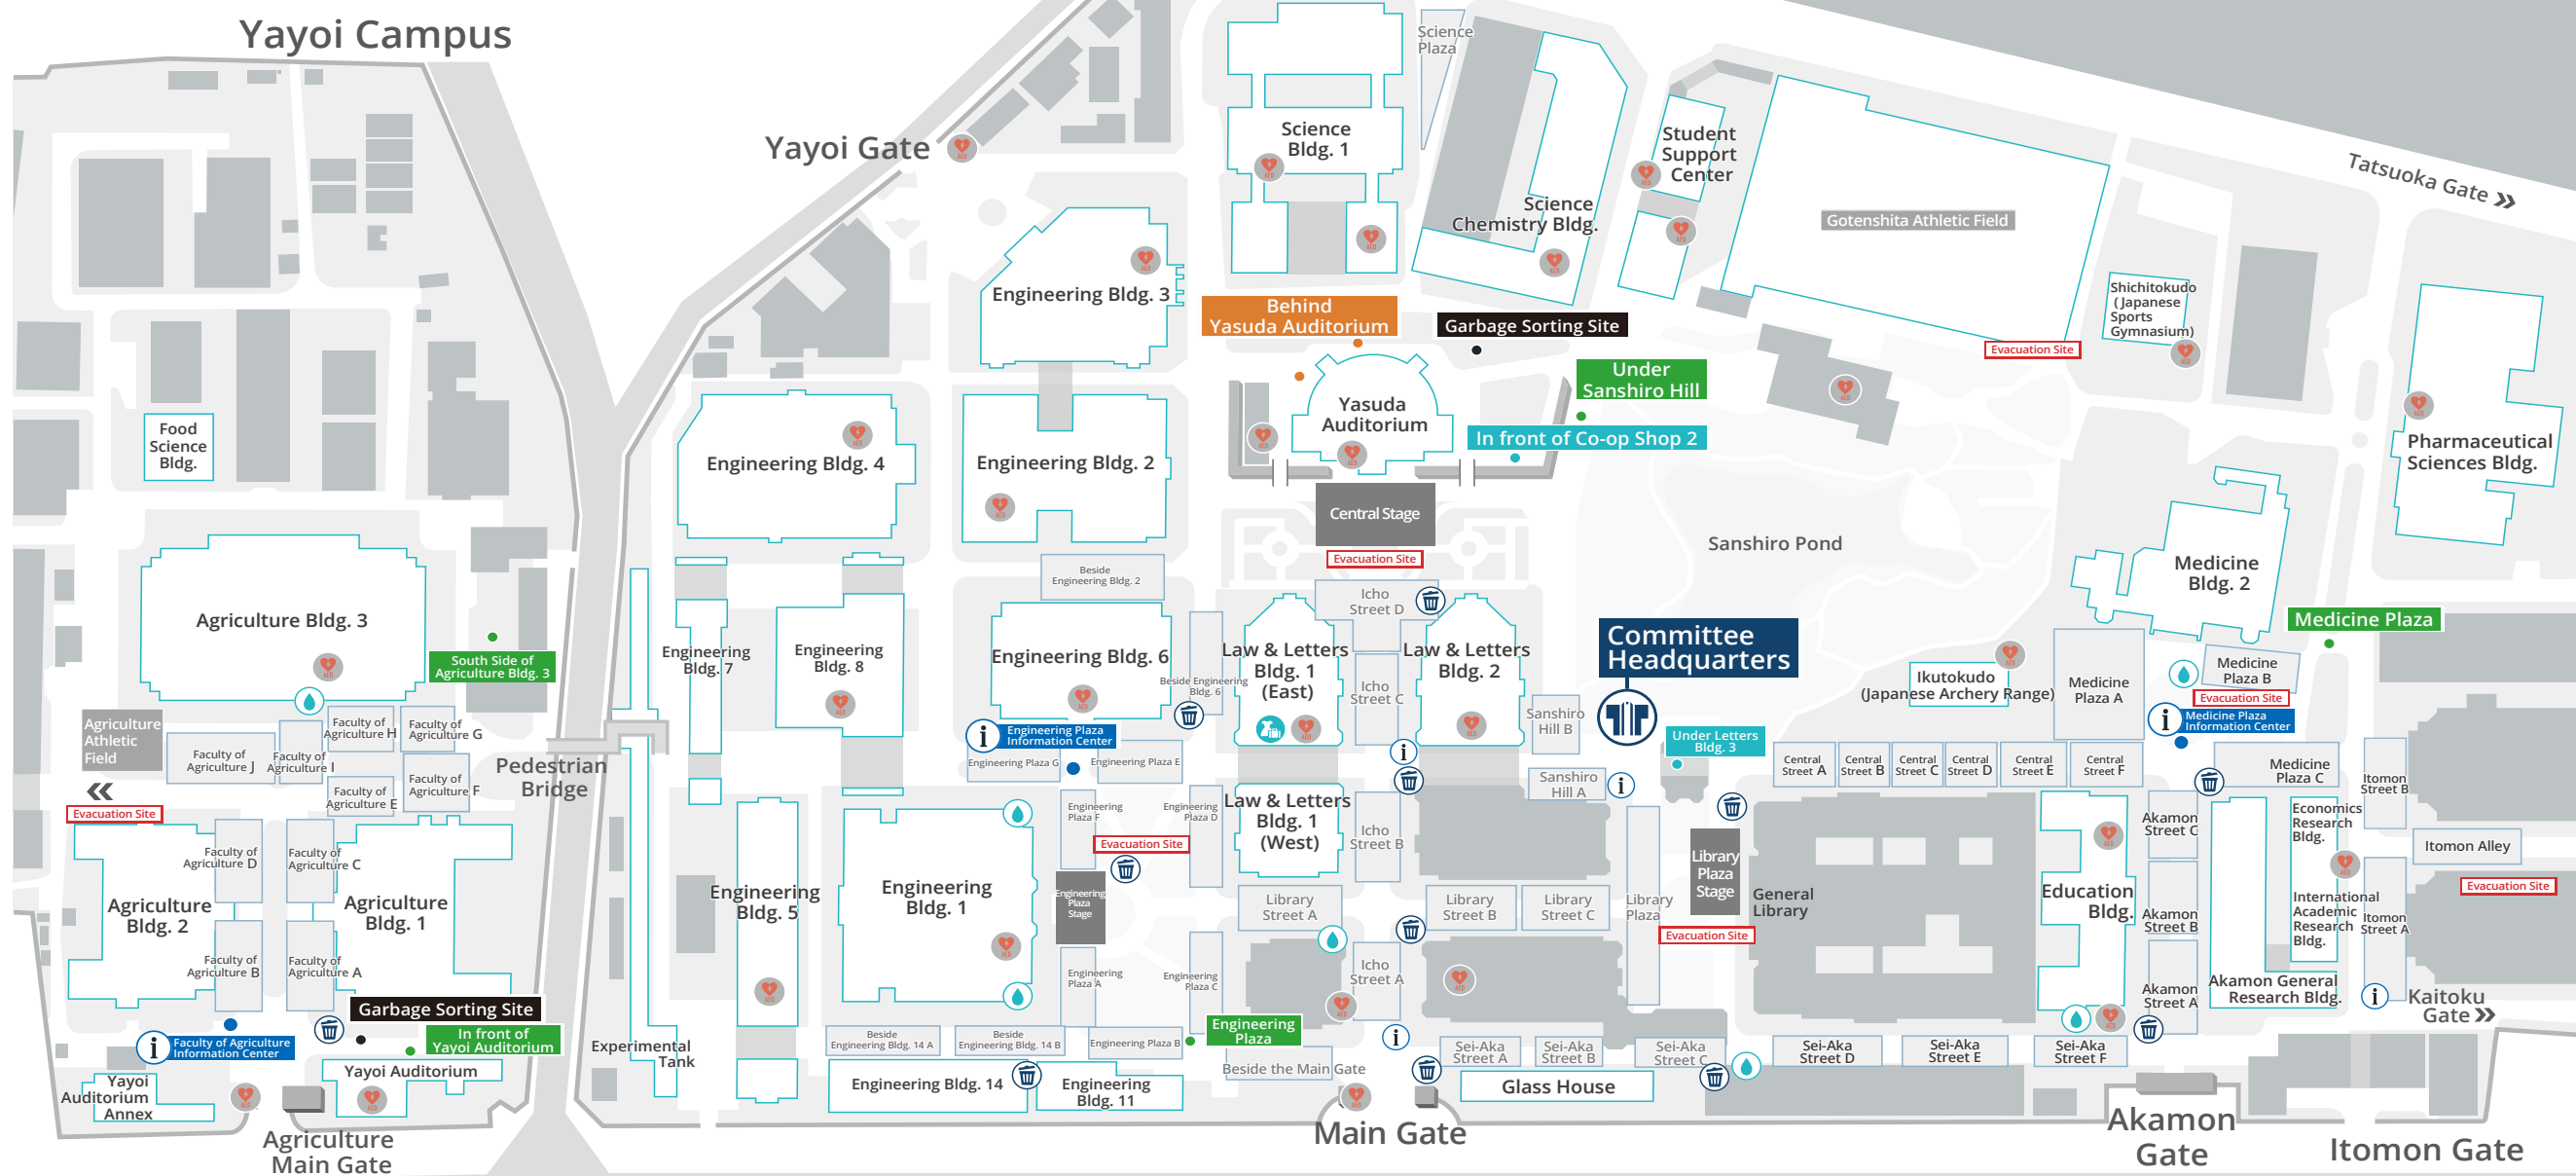 Yayoi Campus
Yayoi Gate
Science
Plaza
Science
Bldg. 1
Student
Support
Center
Science
Chemistry Bldg.
Gotenshita Athletic Field
Tatsuoka Gate
Engineering Bldg. 3
Shichitokudo
(Japanese
Sports
Gymnasium)
Behind
Yasuda Auditorium
Garbage Sorting Site
Evacuation Site
Under
Sanshiro Hill
Yasuda
Auditorium
In front of Co-op Shop 2
Food
Science
Bldg.
Engineering Bldg. 4
Engineering Bldg. 2
Pharmaceutical
Sciences Bldg.
Central Stage
Evacuation Site
Sanshiro Pond
Medicine
Bldg. 2
Beside
Engineering Bldg. 2
Icho
Street D
Agriculture Bldg. 3
South Side of
Agriculture Bldg. 3
Engineering
Bldg. 7
Engineering
Bldg. 8
Engineering Bldg. 6
Beside Engineering
Bldg. 6
Law & Letters
Bldg. 1
(East)
Icho
Street C
Law & Letters
Bldg. 2
Committee
Headquarters
Sanshiro
Hill B
Sanshiro
Hill A
Under Letters
Bldg. 3
Ikutokudo
(Japanese Archery Range)
Medicine
Plaza A
Medicine Plaza
Medicine
Plaza B
Evacuation Site
Medicine Plaza
Information Center
Agriculture
Athletic
Field
Evacuation Site
Faculty of
Agriculture J
Faculty of
Agriculture I
Faculty of
Agriculture H
Faculty of
Agriculture G
Faculty of
Agriculture E
Faculty of
Agriculture F
Pedestrian
Bridge
Engineering Plaza
Information Center
Engineering Plaza G
Engineering Plaza E
Engineering
Plaza F
Engineering
Plaza D
Evacuation Site
Law & Letters
Bldg. 1
(West)
Icho
Street B
Central
Street A
Central
Street B
Central
Street C
Central
Street D
Central
Street E
Central
Street F
Medicine
Plaza C
Itomon
Street B
Economics
Research
Bldg.
Akamon
Street C
Itomon Alley
Evacuation Site
Faculty of
Agriculture D
Faculty of
Agriculture C
Agriculture
Bldg. 2
Agriculture
Bldg. 1
Faculty of
Agriculture B
Faculty of
Agriculture A
Engineering
Bldg. 5
Engineering
Bldg. 1
Engineering
Plaza
Stage
Engineering
Plaza A
Engineering
Plaza C
Library
Street A
Library
Street B
Library
Street C
Library
Plaza
Library
Plaza
Stage
General
Library
Evacuation Site
Education
Bldg.
Akamon
Street B
International
Academic
Research
Bldg.
Itomon
Street A
Icho
Street A
Akamon
Street A
Akamon General
Research Bldg.
Kaitoku
Gate
Garbage Sorting Site
In front of
Yayoi Auditorium
Faculty of Agriculture
Information Center
Yayoi
Auditorium
Annex
Yayoi Auditorium
Agriculture
Main Gate
Experimental
Tank
Beside
Engineering Bldg. 14 A
Beside
Engineering Bldg. 14 B
Engineering Plaza B
Engineering
Plaza
Engineering Bldg. 14
Engineering
Bldg. 11
Beside the Main Gate
Main Gate
Sei-Aka
Street A
Sei-Aka
Street B
Sei-Aka
Street C
Sei-Aka
Street D
Sei-Aka
Street E
Sei-Aka
Street F
Glass House
Akamon
Gate
Itomon Gate